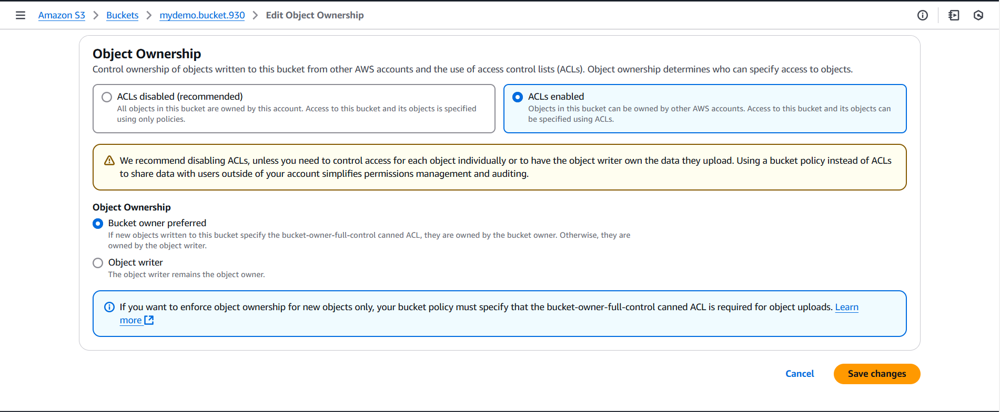 Amazon S3 > Buckets > mydemo.bucket.930 > Edit Object Ownership
Object Ownership
Control ownership of objects written to this bucket from other AWS accounts and the use of access control lists (ACLs). Object ownership determines who can specify access to objects.
ACLs disabled (recommended)
All objects in this bucket are owned by this account. Access to this bucket and its objects is specified
using only policies.
ACLs enabled
Objects in this bucket can be owned by other AWS accounts. Access to this bucket and its objects can
be specified using ACLs.
We recommend disabling ACLs, unless you need to control access for each object individually or to have the object writer own the data they upload. Using a bucket policy instead of ACLs
to share data with users outside of your account simplifies permissions management and auditing.
Object Ownership
Bucket owner preferred
If new objects written to this bucket specify the bucket-owner-full-control canned ACL, they are owned by the bucket owner. Otherwise, they are
owned by the object writer.
Object writer
The object writer remains the object owner.
If you want to enforce object ownership for new objects only, your bucket policy must specify that the bucket-owner-full-control canned ACL is required for object uploads. Learn
more
Cancel
Save changes